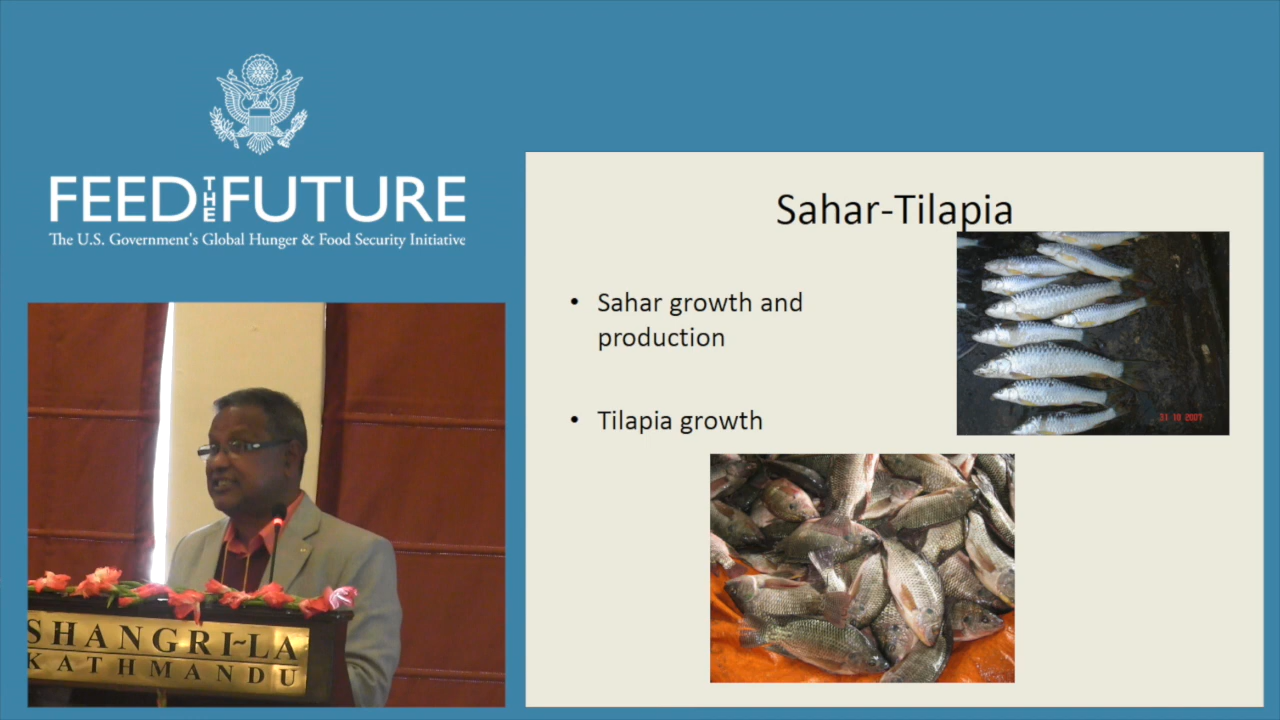 FEED THE FUTURE
The U.S. Government's Global Hunger & Food Security Initiative
SHANGRI~LA
KATHMANDU
Sahar-Tilapia
• Sahar growth and
production
• Tilapia growth
31 10 2007